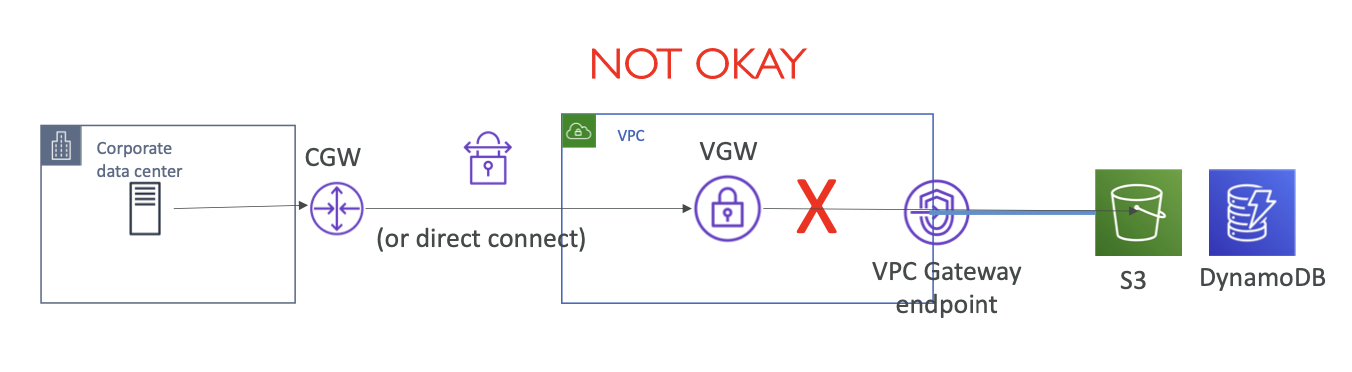 NOT OKAY
Corporate
data center
CGW
(or direct connect)
VPC
VGW
X
VPC Gateway
endpoint
S3
DynamoDB